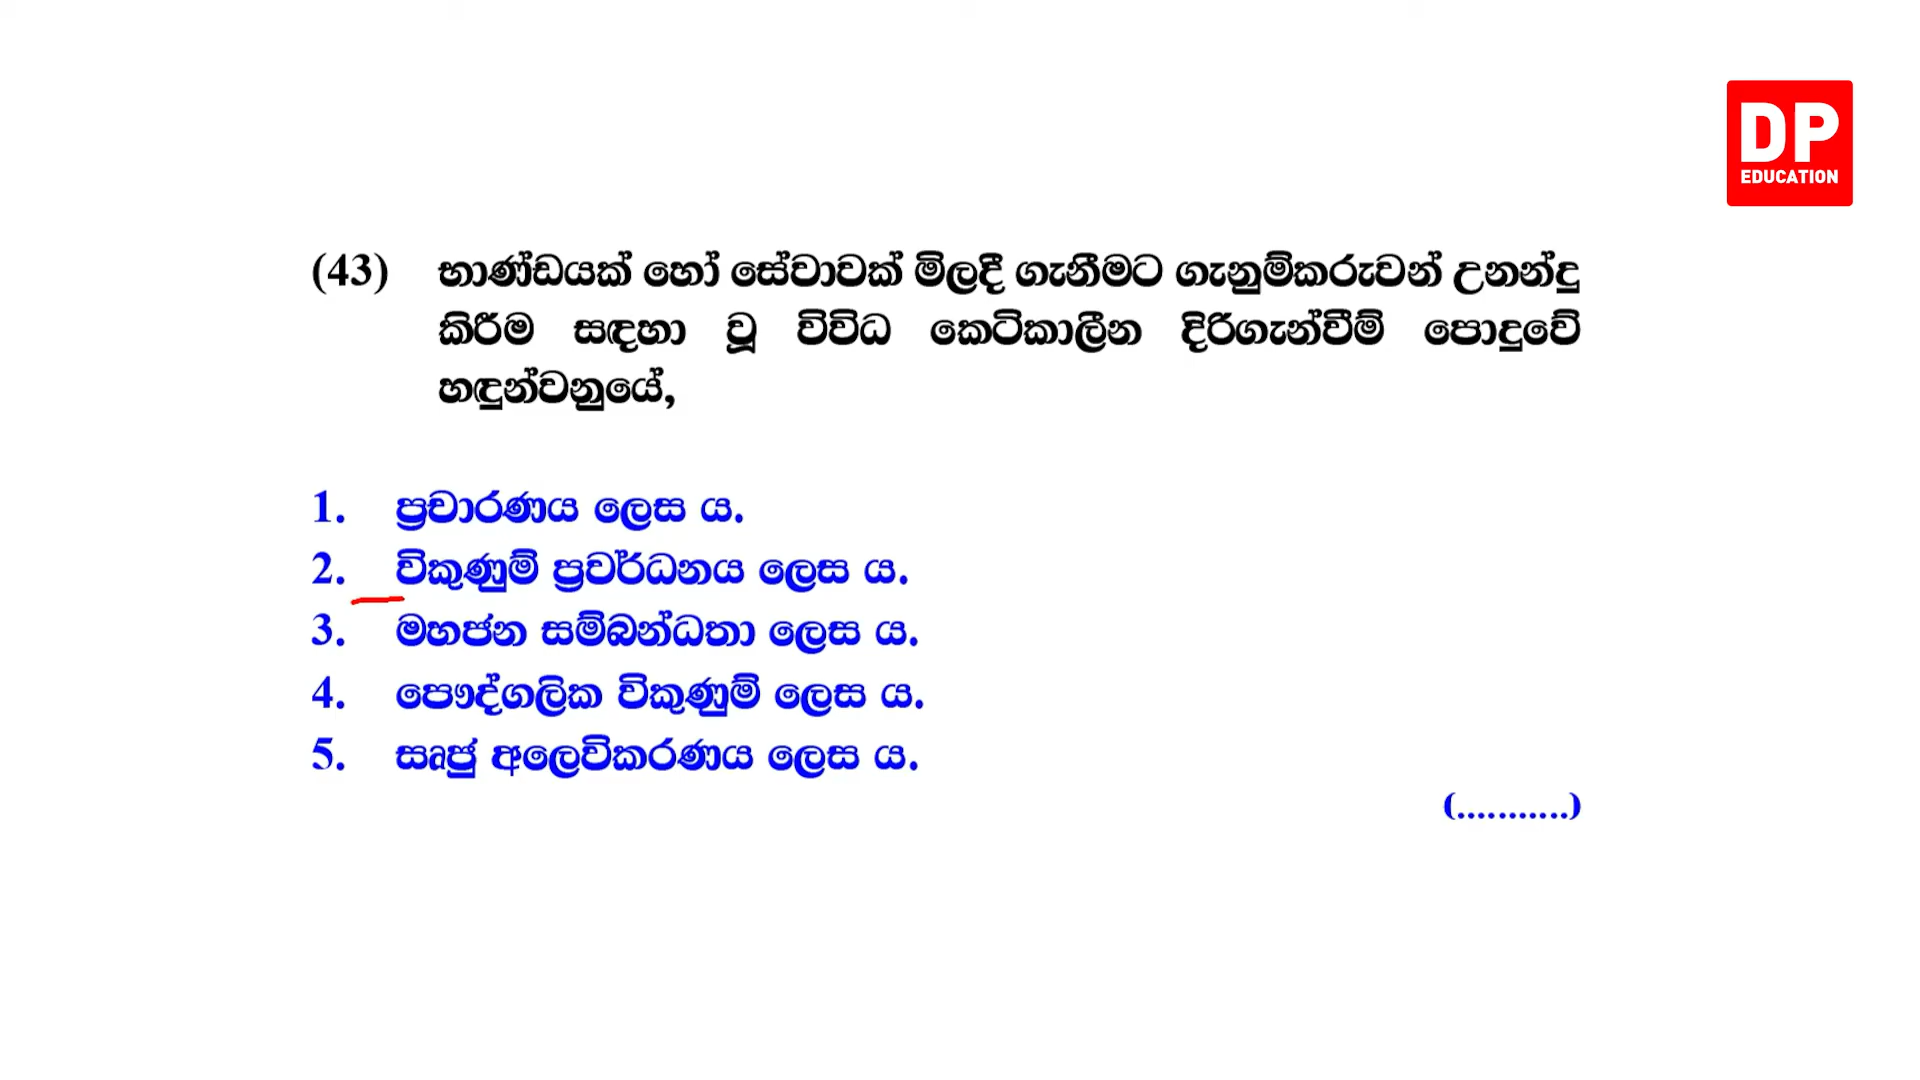 DP
EDUCATION
(43) භාණ්ඩයක් හෝ සේවාවක් මිලදී ගැනීමට ගැනුම්කරුවන් උනන්දු
කිරීම සඳහා වූ විවිධ කෙටිකාලීන දිරිගැන්වීම් පොදුවේ
හඳුන්වනුයේ,
1. ප්‍රචාරණය ලෙස ය.
2. විකුණුම් ප්‍රවර්ධනය ලෙස ය.
3. මහජන සම්බන්ධතා ලෙස ය.
4. පෞද්ගලික විකුණුම් ලෙස ය.
5. සෘජු අලෙවිකරණය ලෙස ය.
(...........)